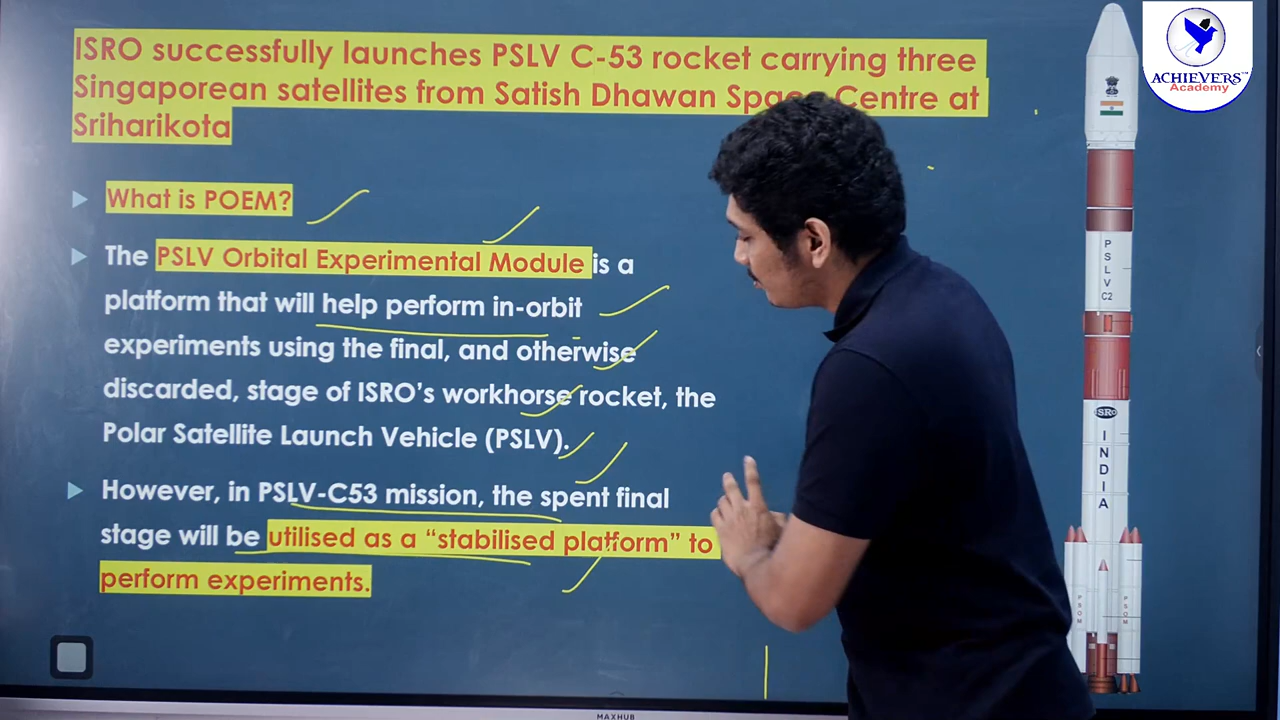 ISRO successfully launches PSLV C-53 rocket carrying three
Singaporean satellites from Satish Dhawan Space Centre at
Sriharikota
What is POEM?
The PSLV Orbital Experimental Module is a
platform that will help perform in-orbit
experiments using the final, and otherwise
discarded, stage of ISRO's workhorse rocket, the
Polar Satellite Launch Vehicle (PSLV).
However, in PSLV-C53 mission, the spent final
stage will be utilised as a “stabilised platform” to
perform experiments.
ACHIEVERS™
Academy
PSLV
C2
ISRO
INDIA
PSOM
PSOM
MAXHUB